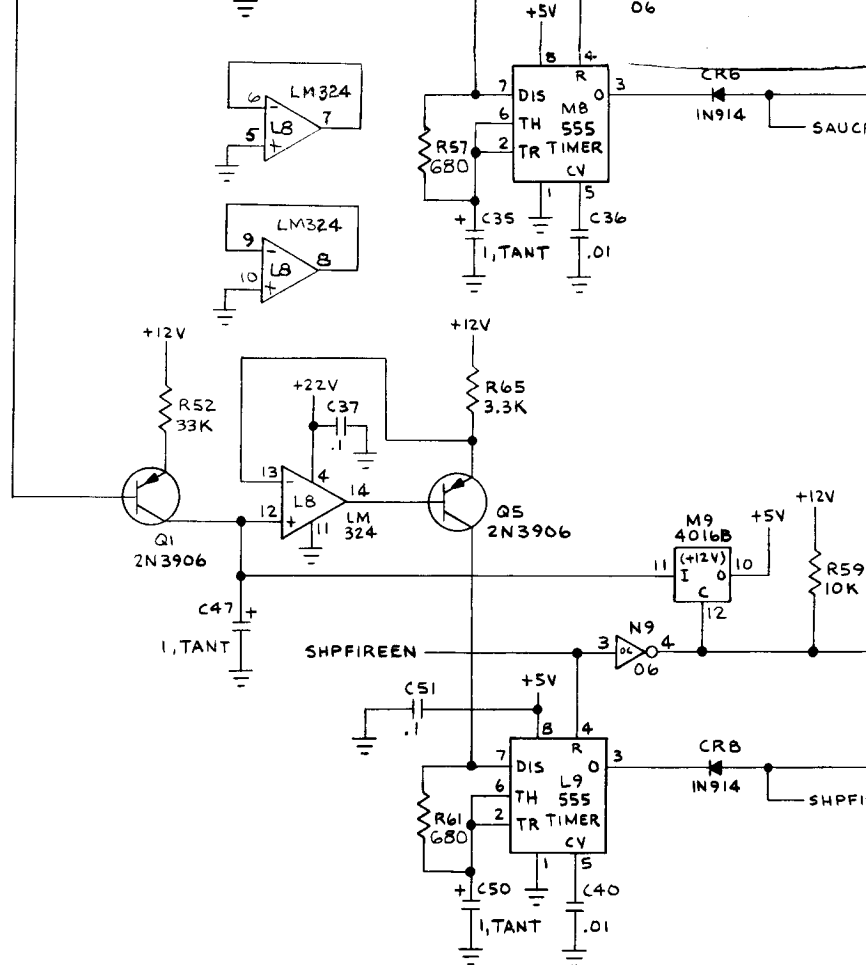 +5V
06
8
4
R
CR6
7
DIS
O
3
6
TH
M8
555
2
TR
TIMER
CV
1
5
IN914
SAUCF
R57
680
+
C35
1,TANT
C36
.01
LM324
6
-
L8
7
5
+
LM324
9
-
L8
8
10
+
+12V
R52
33K
Q1
2N3906
+22V
C37
.1
13
-
4
L8
14
12
+
11
LM
324
+12V
R65
3.3K
Q5
2N3906
C47
+
1,TANT
M9
4016B
(+12V)
11
I
O
10
C
12
+5V
+12V
R59
10K
SHPFIREEN
3
N9
06
4
06
+5V
C51
.1
8
4
R
7
DIS
O
3
6
TH
L9
555
2
TR
TIMER
CV
1
5
CR8
IN914
SHPFI
R61
680
+
C50
1,TANT
C40
.01